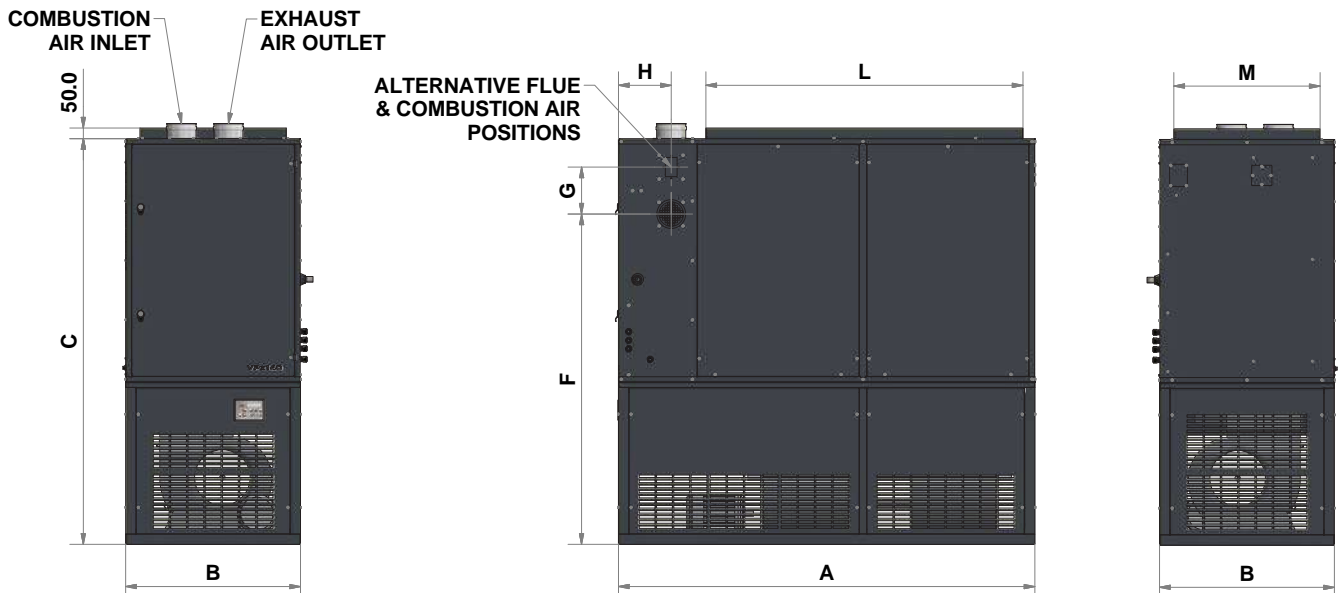 COMBUSTION
AIR INLET
EXHAUST
AIR OUTLET
50.0
ALTERNATIVE FLUE
& COMBUSTION AIR
POSITIONS
H
L
M
G
C
F
B
A
B